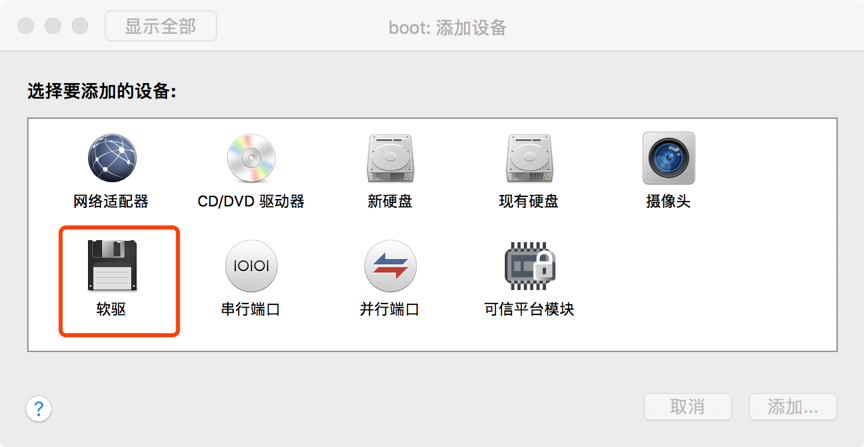 显示全部
boot: 添加设备
选择要添加的设备:
网络适配器
CD/DVD 驱动器
新硬盘
现有硬盘
摄像头
软驱
IOIOI
串行端口
并行端口
可信平台模块
?
取消
添加...